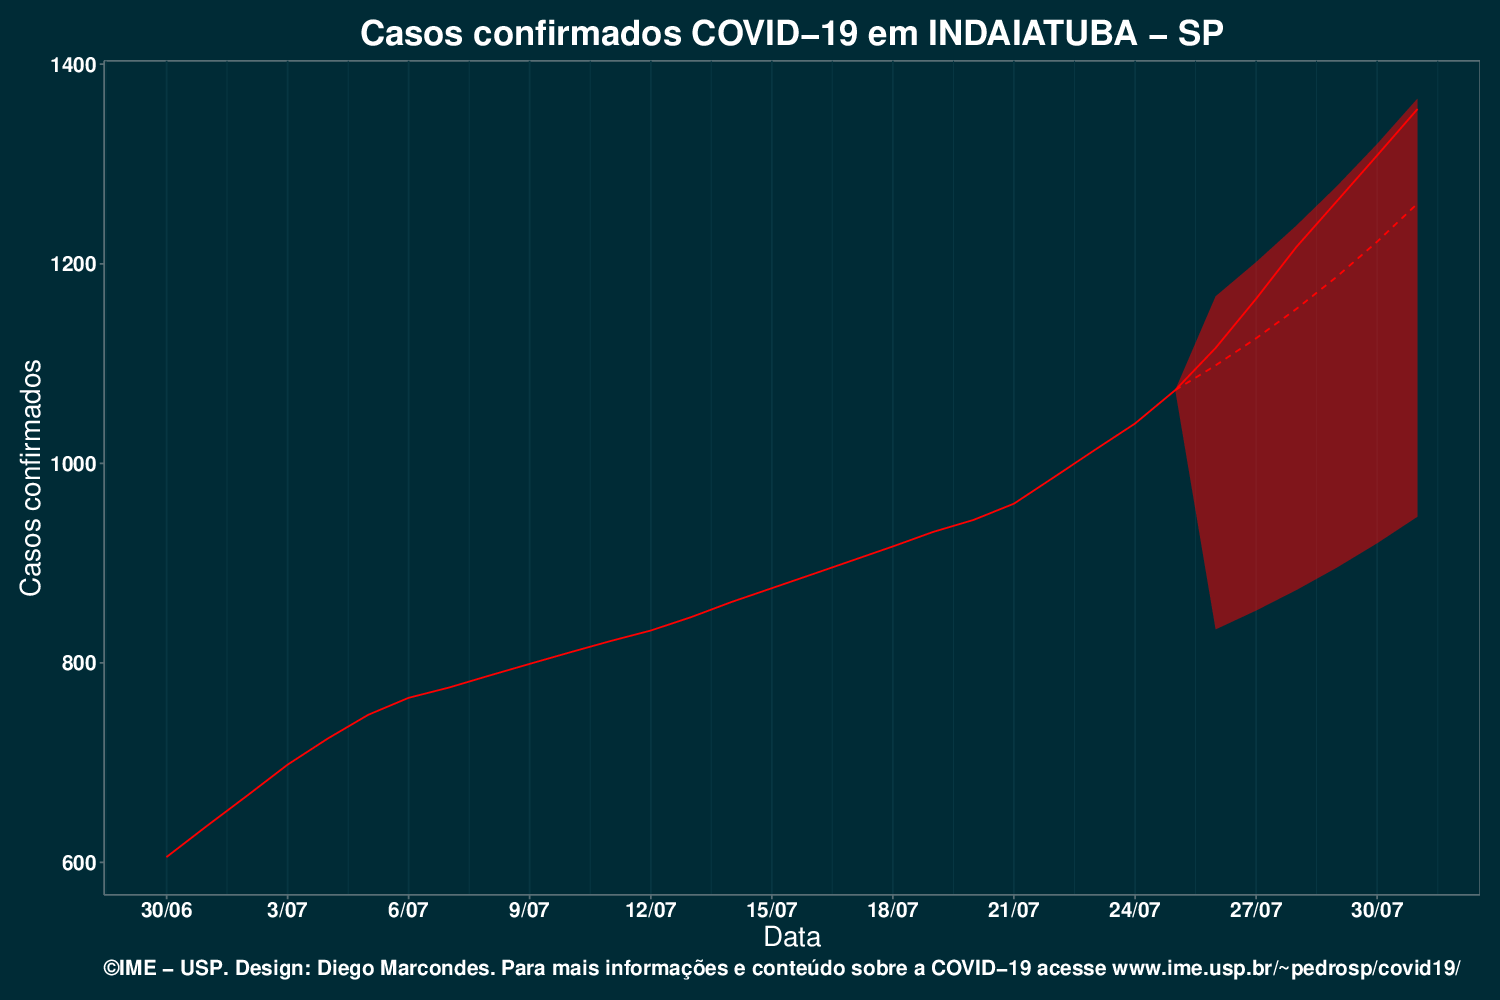 Casos confirmados COVID−19 em INDAIATUBA − SP
1400
1200
1000
800
600
Casos confirmados
30/06 3/07 6/07 9/07 12/07 15/07 18/07 21/07 24/07 27/07 30/07
Data
©IME − USP. Design: Diego Marcondes. Para mais informações e conteúdo sobre a COVID−19 acesse www.ime.usp.br/~pedrosp/covid19/